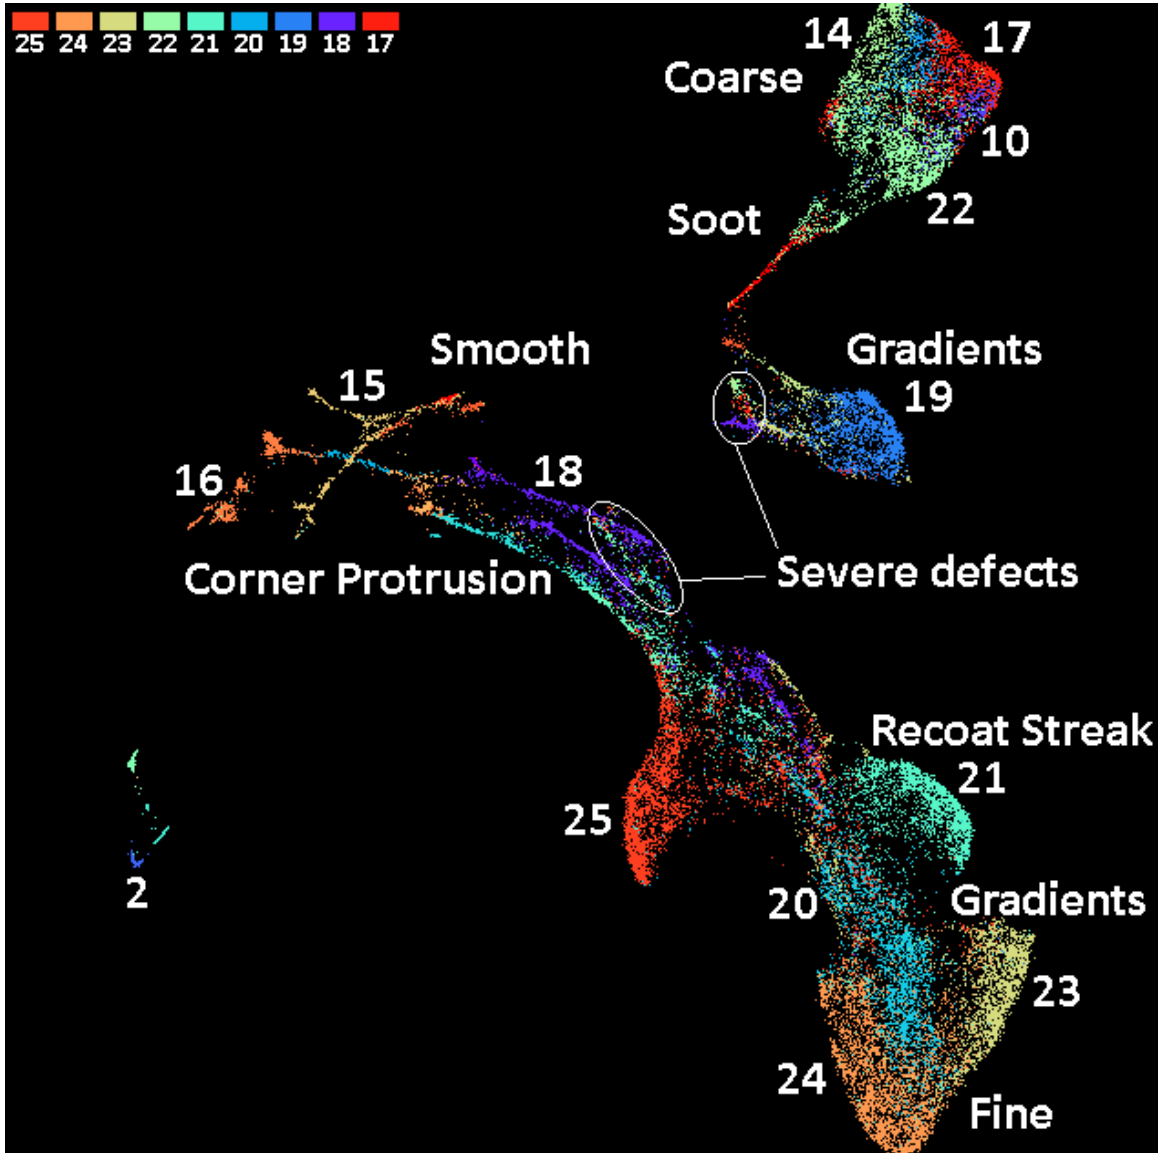 25 24 23 22 21 20 19 18 17
14
17
Coarse
10
22
Soot
Smooth
Gradients
15
19
16
18
Corner Protrusion
Severe defects
Recoat Streak
21
25
2
20
Gradients
23
24
Fine